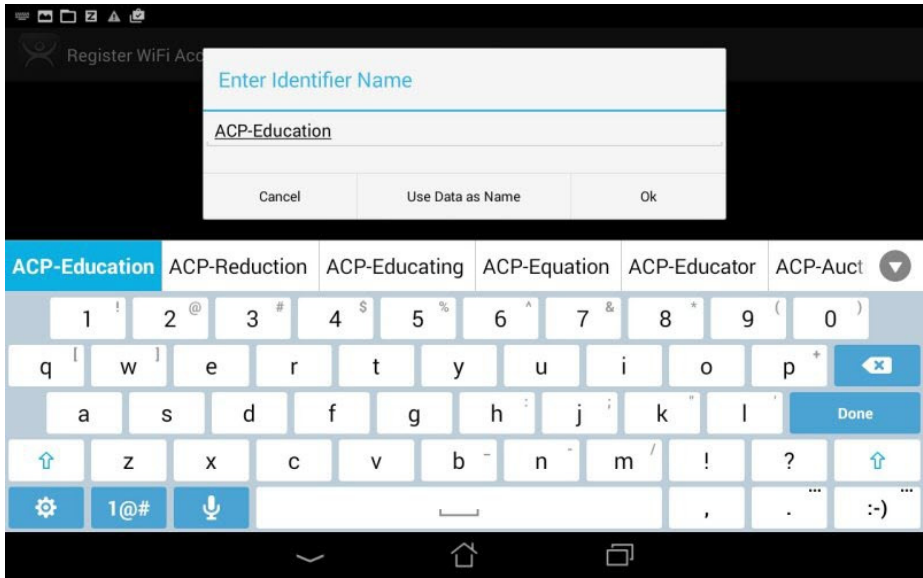 Register WiFi Acc
Enter Identifier Name
ACP-Education
Cancel Use Data as Name Ok
ACP-Education ACP-Reduction ACP-Educating ACP-Equation ACP-Educator ACP-Auct
1 ! 2 @ 3 # 4 $ 5 % 6 ^ 7 & 8 * 9 ( 0 )
q [ w ] e r t y u i o p +
a s d f g h : j ; k " l ' Done
z x c v b - n - m / ! ?
1@# , . ... :-) ...